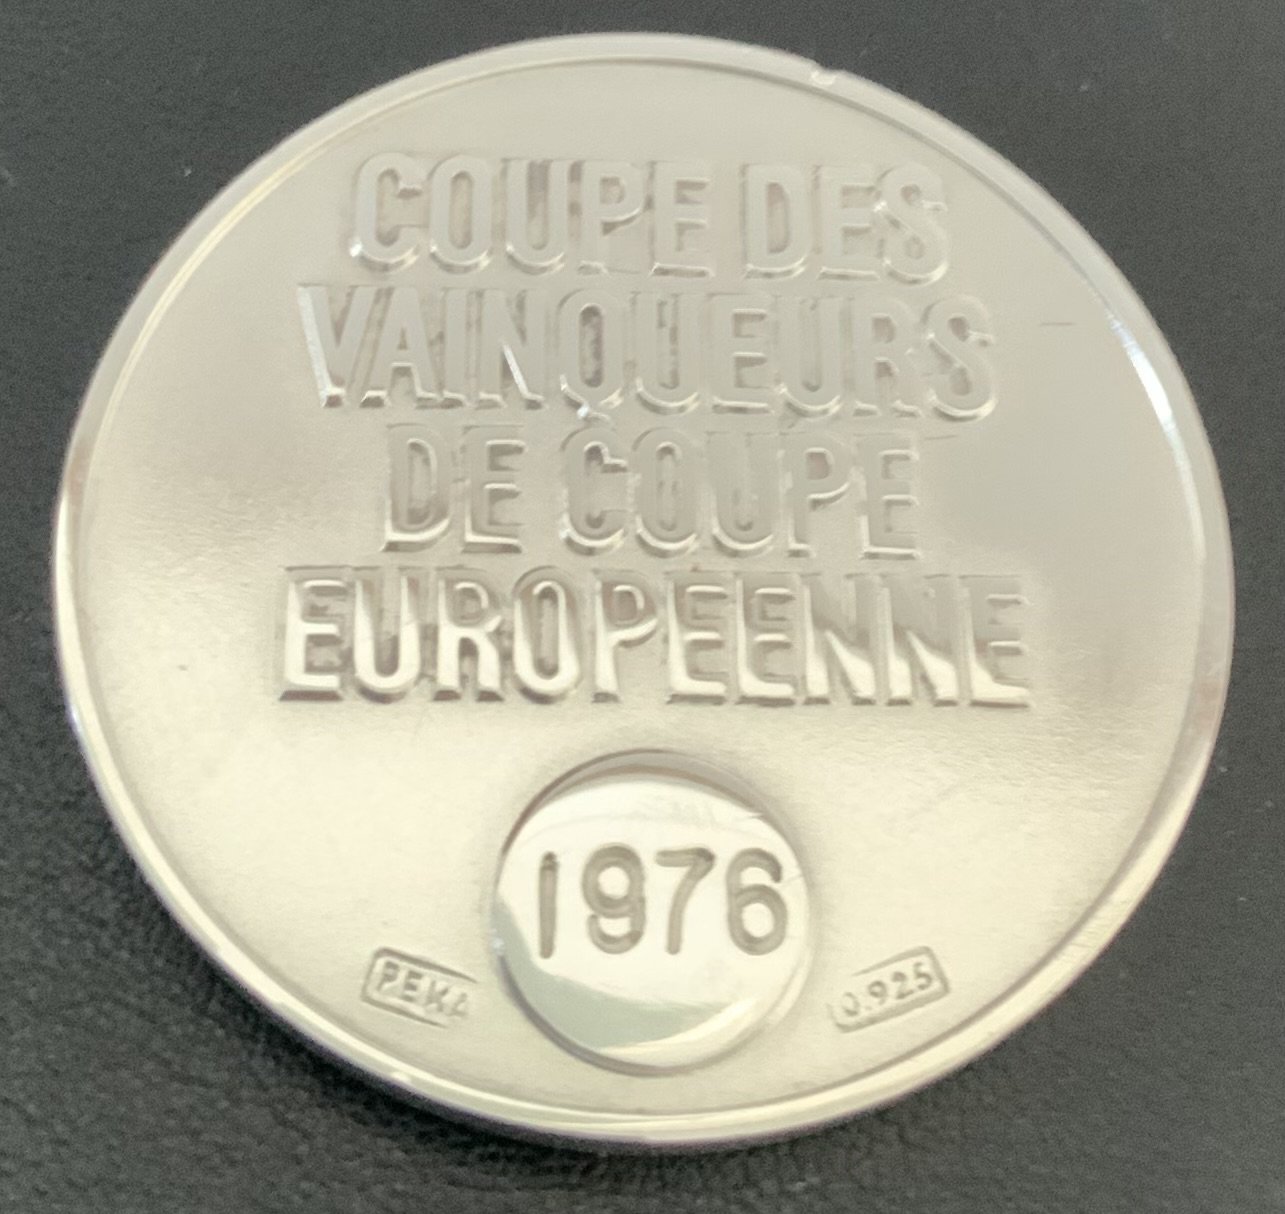 COUPE DES
VAINQUEURS
DE COUPE
EUROPEENNE
1976
PEKA
0.925